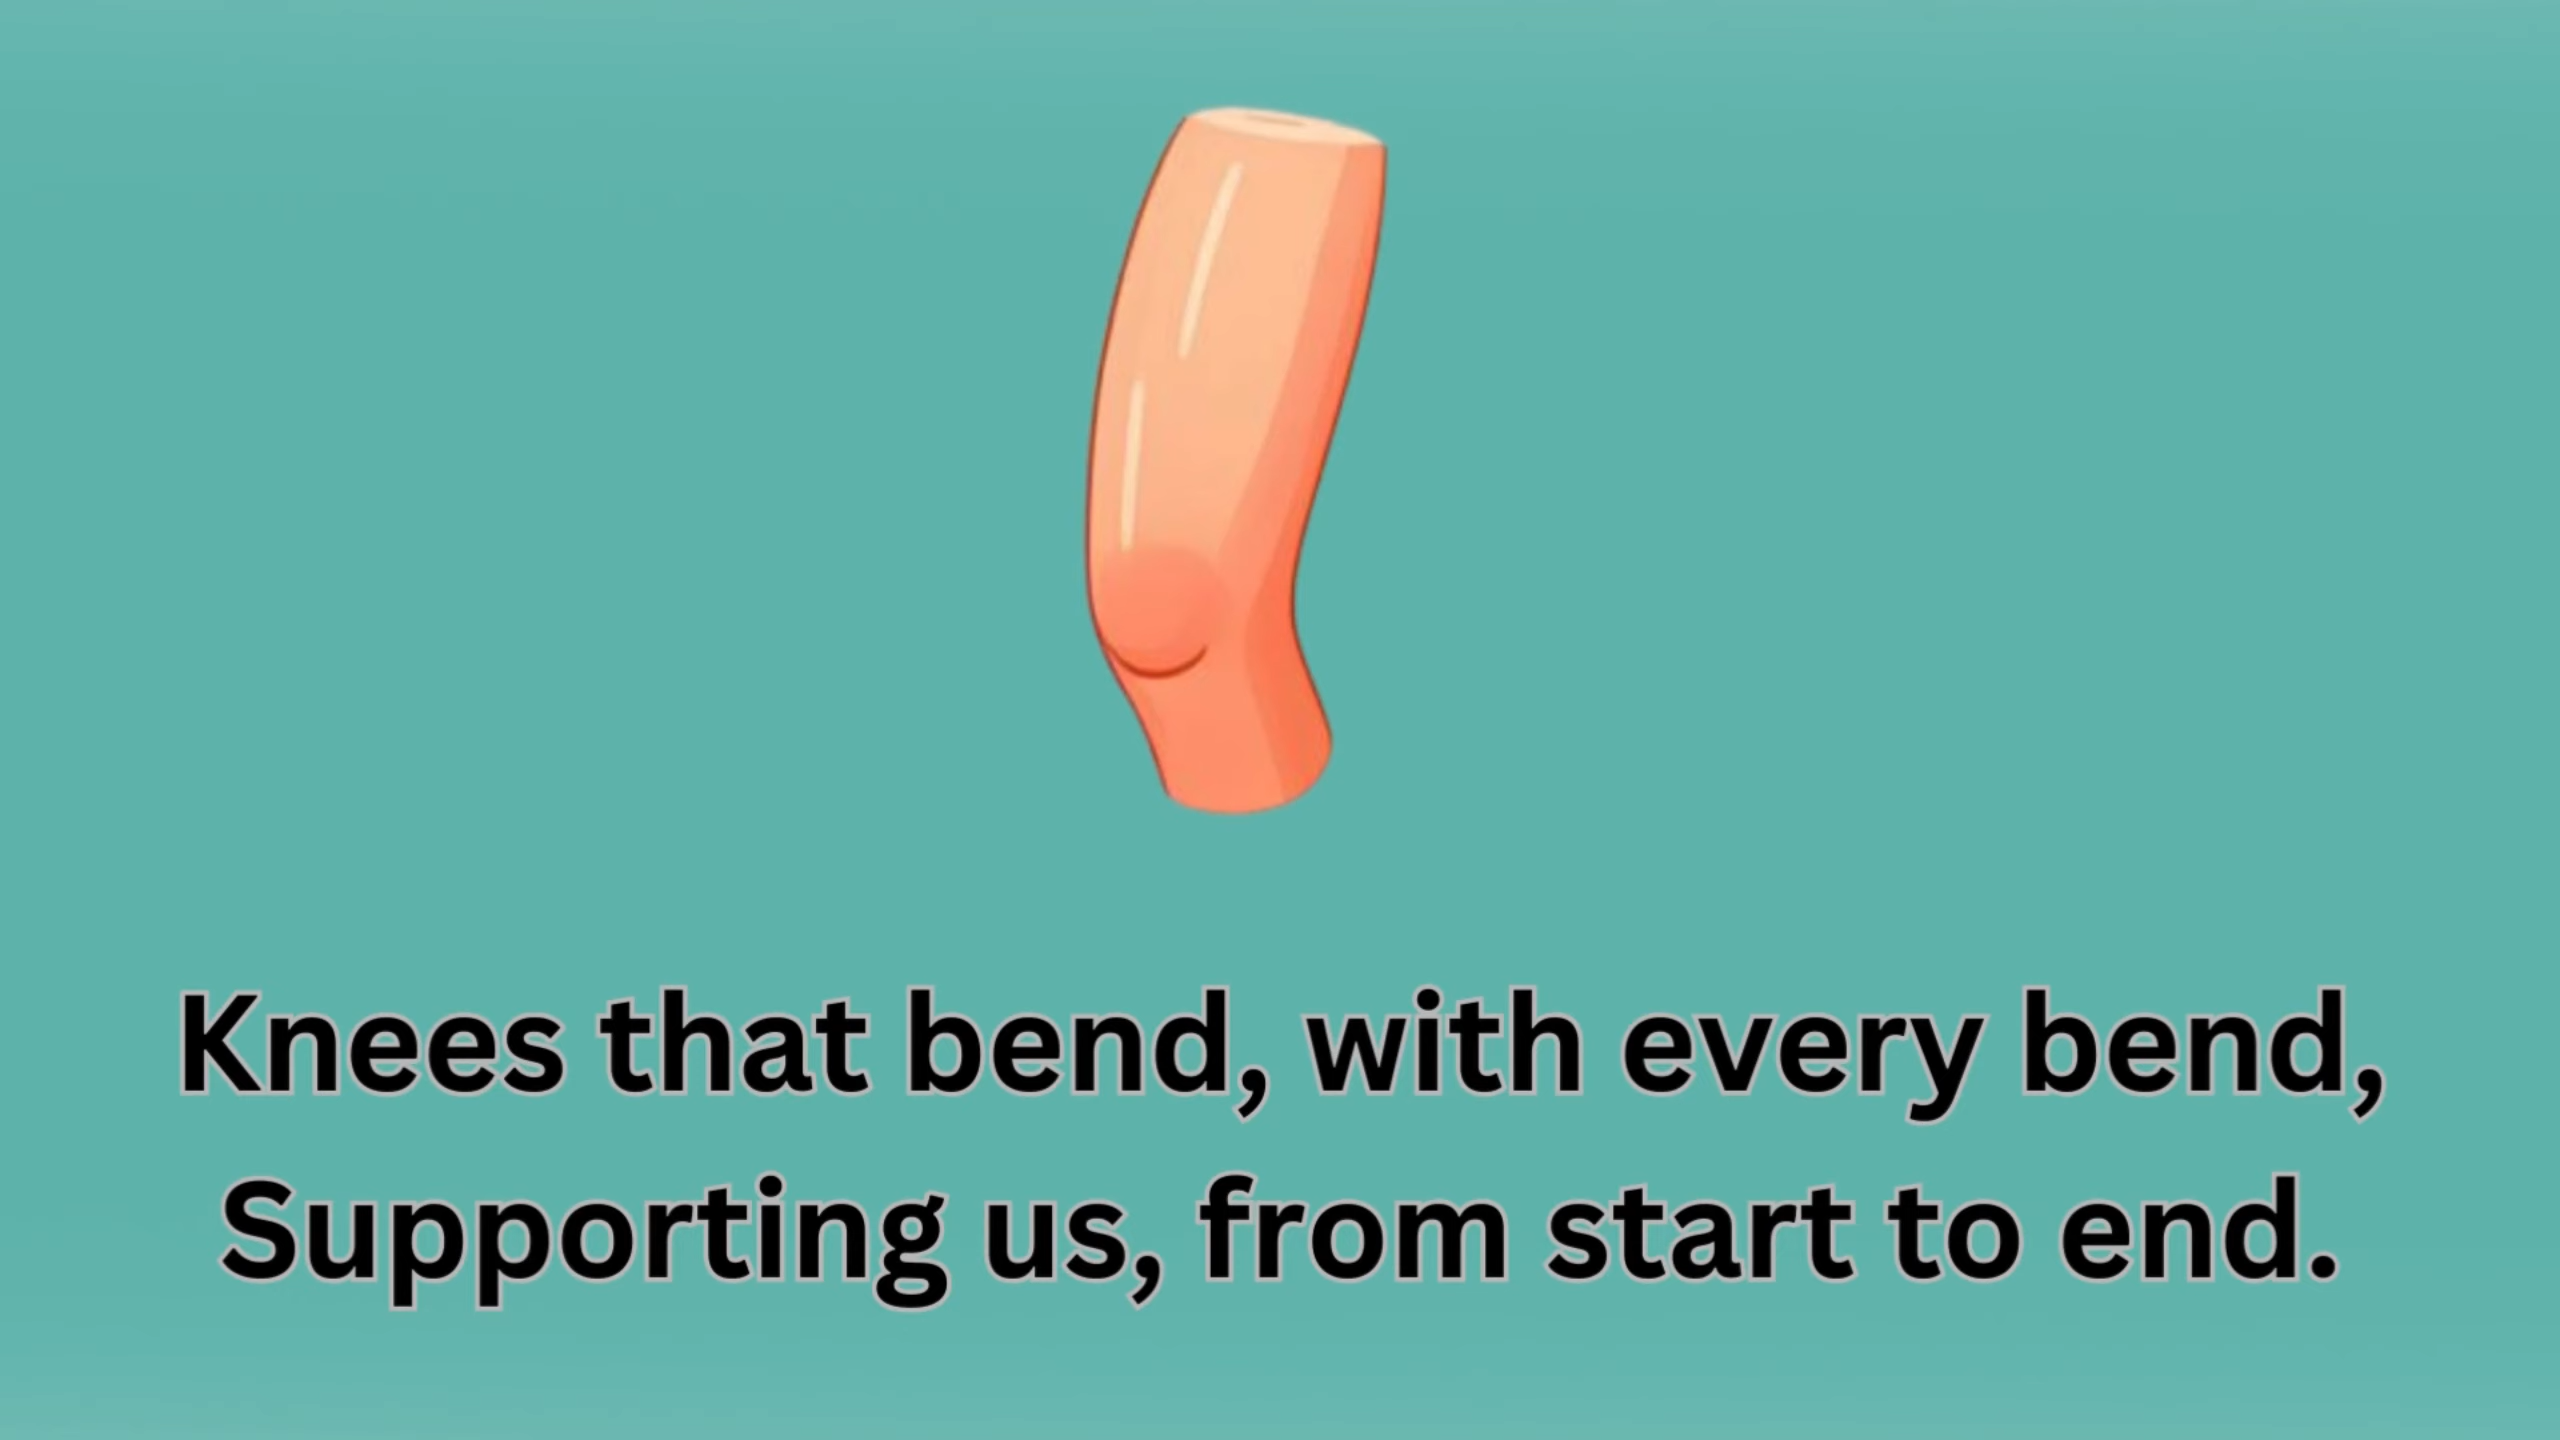 Knees that bend, with every bend,
Supporting us, from start to end.